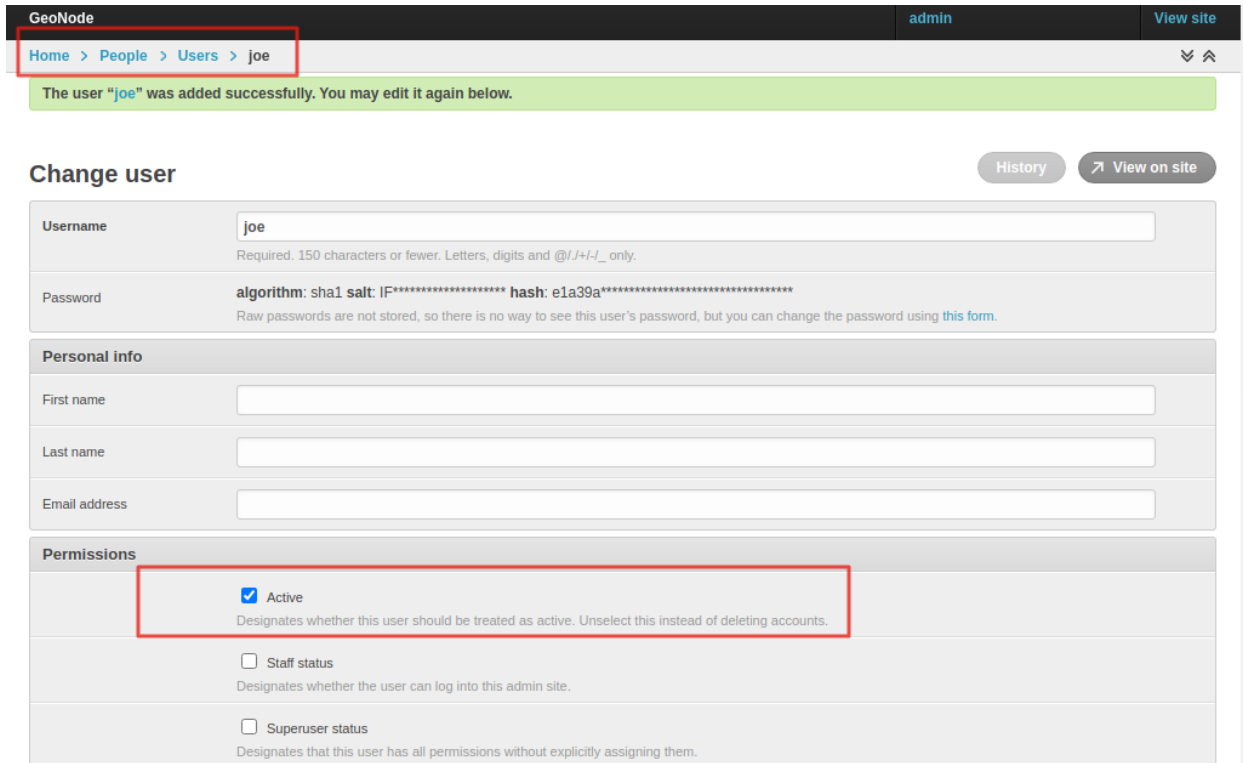 GeoNode admin View site
Home > People > Users > joe
The user “joe” was added successfully. You may edit it again below.
Change user History View on site
Username joe
Required. 150 characters or fewer. Letters, digits and @/./+/-/_ only.
Password algorithm: sha1 salt: IF******************** hash: e1a39a**********************************
Raw passwords are not stored, so there is no way to see this user’s password, but you can change the password using this form.
Personal info
First name
Last name
Email address
Permissions
Active
Designates whether this user should be treated as active. Unselect this instead of deleting accounts.
Staff status
Designates whether the user can log into this admin site.
Superuser status
Designates that this user has all permissions without explicitly assigning them.